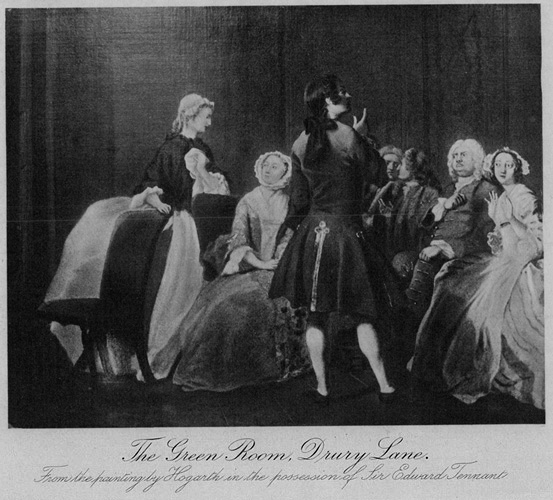 The Green Room, Drury Lane.
From the painting by Hogarth in the possession of Sir Edward Tennant